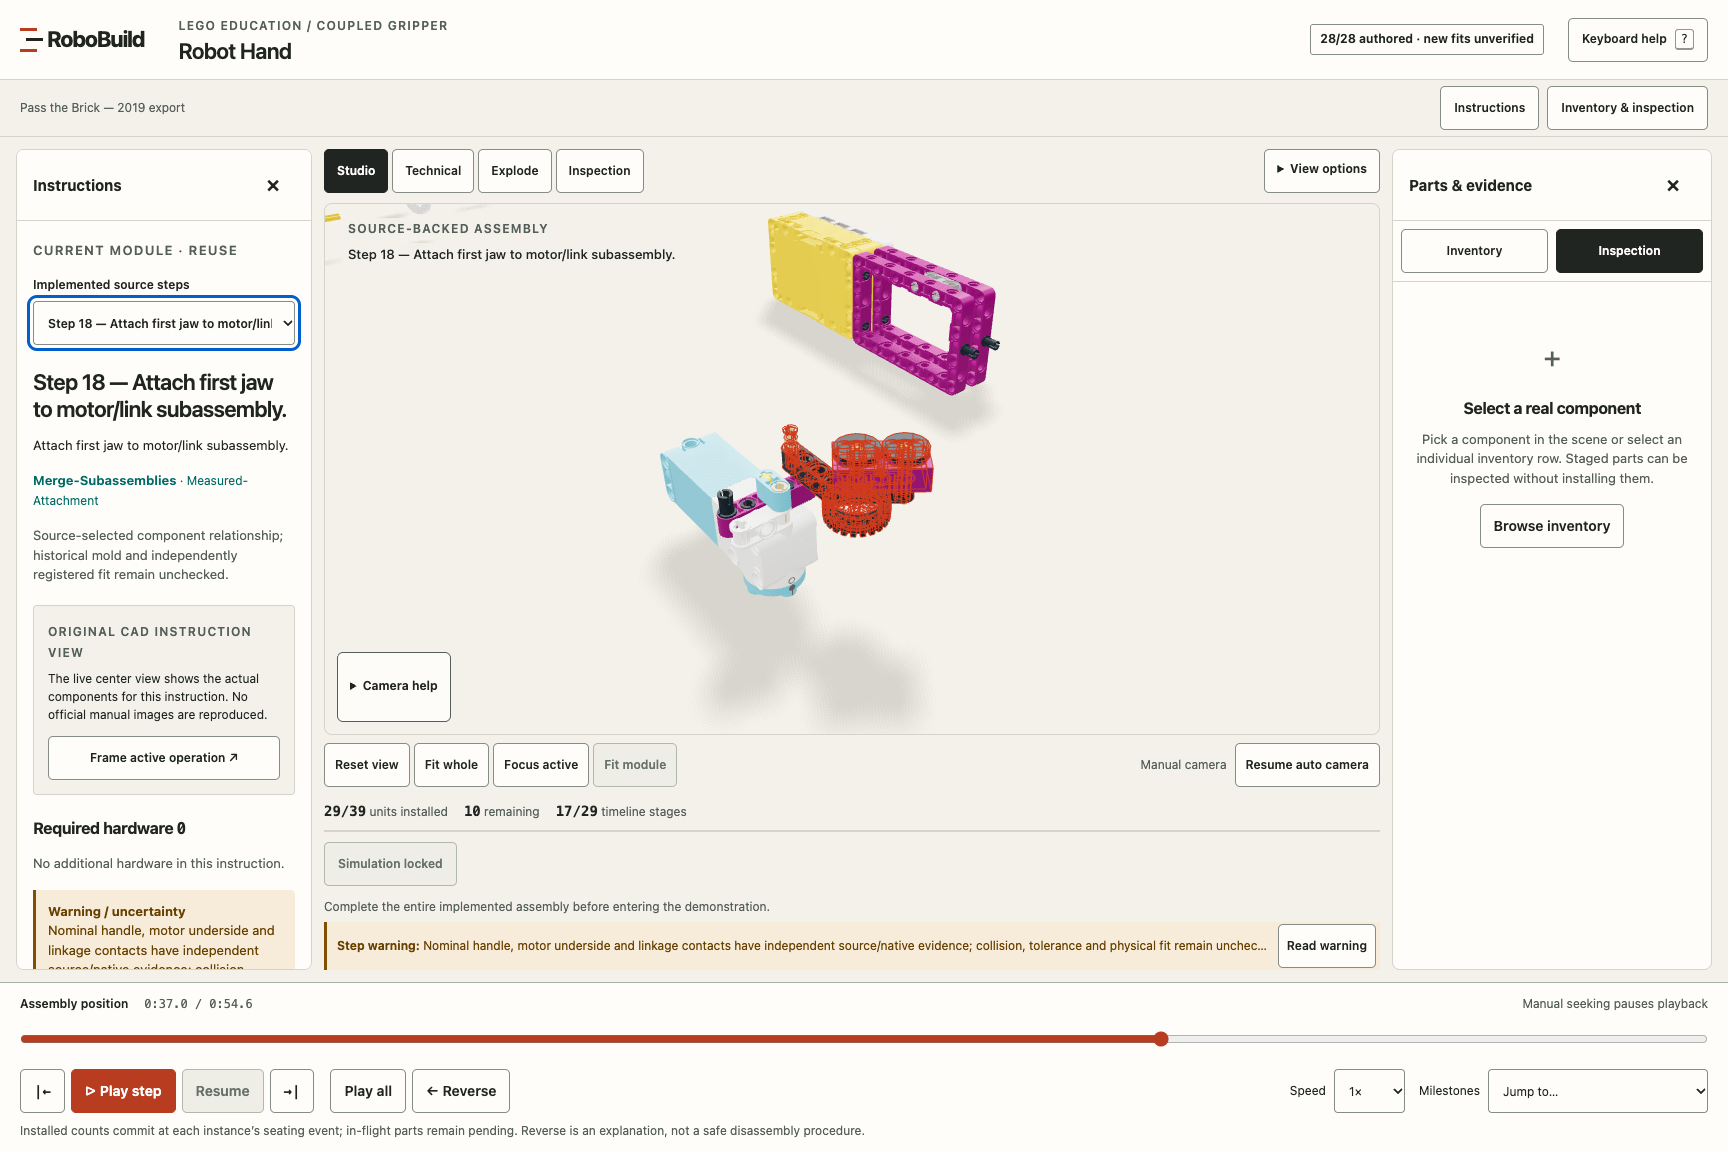 RoboBuild
LEGO EDUCATION / COUPLED GRIPPER
Robot Hand
28/28 authored · new fits unverified
Keyboard help ?
Pass the Brick — 2019 export
Instructions
Inventory & inspection
Instructions
×
CURRENT MODULE · REUSE
Implemented source steps
Step 18 — Attach first jaw to motor/lin
Step 18 — Attach first jaw
to motor/link subassembly.
Attach first jaw to motor/link subassembly.
Merge-Subassemblies · Measured-
Attachment
Source-selected component relationship;
historical mold and independently
registered fit remain unchecked.
ORIGINAL CAD INSTRUCTION
VIEW
The live center view shows the actual
components for this instruction. No
official manual images are reproduced.
Frame active operation ↗
Required hardware 0
No additional hardware in this instruction.
Warning / uncertainty
Nominal handle, motor underside and
linkage contacts have independent
source/native evidence; collision,
Studio
Technical
Explode
Inspection
▶ View options
SOURCE-BACKED ASSEMBLY
Step 18 — Attach first jaw to motor/link subassembly.
▶ Camera help
Reset view
Fit whole
Focus active
Fit module
Manual camera
Resume auto camera
29/39 units installed 10 remaining 17/29 timeline stages
Simulation locked
Complete the entire implemented assembly before entering the demonstration.
Step warning: Nominal handle, motor underside and linkage contacts have independent source/native evidence; collision, tolerance and physical fit remain unchec...
Read warning
Parts & evidence
×
Inventory
Inspection
+
Select a real component
Pick a component in the scene or select an
individual inventory row. Staged parts can be
inspected without installing them.
Browse inventory
Assembly position 0:37.0 / 0:54.6
Manual seeking pauses playback
|←
▷ Play step
Resume
→|
Play all
← Reverse
Speed
1×
Milestones
Jump to...
Installed counts commit at each instance's seating event; in-flight parts remain pending. Reverse is an explanation, not a safe disassembly procedure.